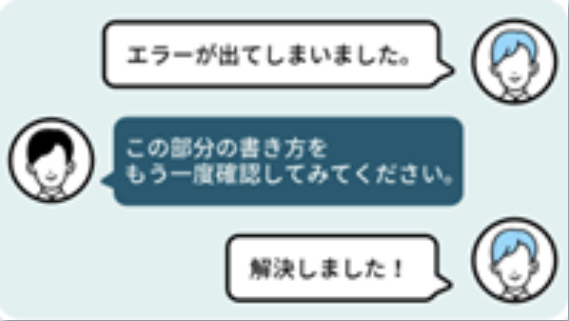 エラーが出てしまいました。
この部分の書き方を
もう一度確認してみてください。
解決しました！